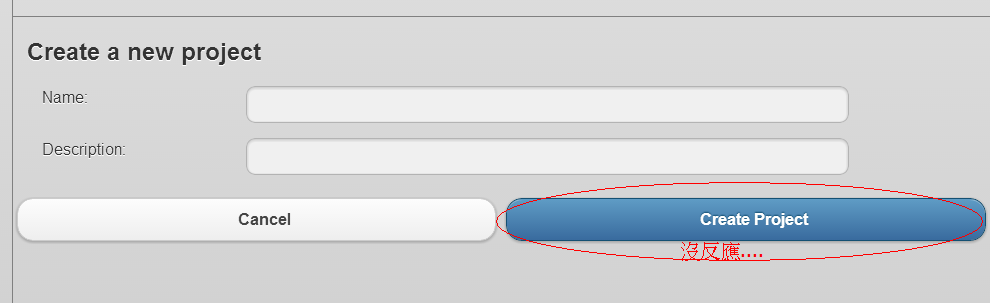 Create a new project
Name:
Description:
Cancel
Create Project
沒反應....